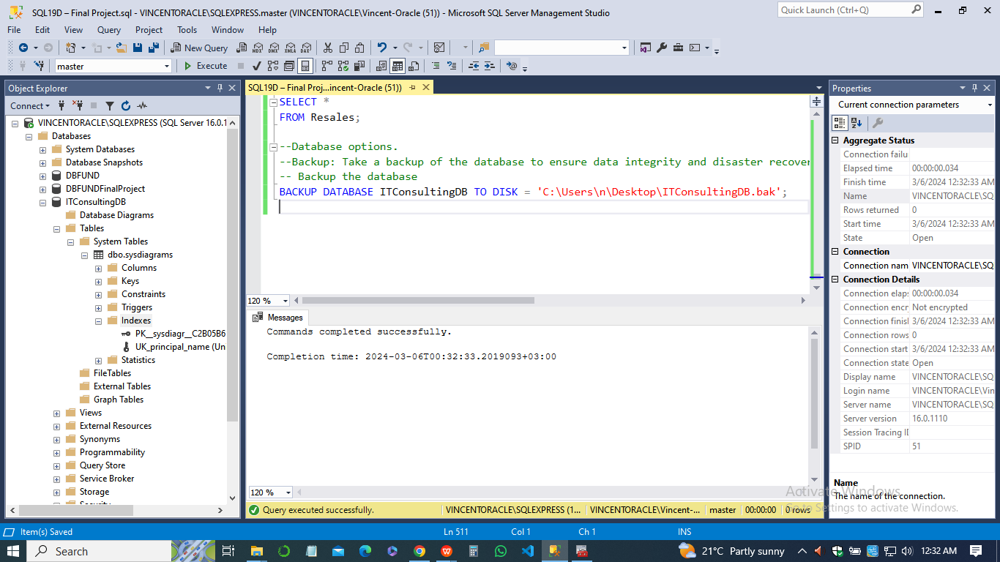 SQL19D – Final Project.sql - VINCENTORACLE\SQLEXPRESS.master (VINCENTORACLE\Vincent-Oracle (51)) - Microsoft SQL Server Management Studio
Quick Launch (Ctrl+Q)
File Edit View Query Project Tools Window Help
New Query
MDX DMX XMLA DAX
master
Execute
Object Explorer
Connect
VINCENTORACLE\SQLEXPRESS (SQL Server 16.0.1
Databases
System Databases
Database Snapshots
DBFUND
DBFUNDFinalProject
ITConsultingDB
Database Diagrams
Tables
System Tables
dbo.sysdiagrams
Columns
Keys
Constraints
Triggers
Indexes
PK__sysdiagr__C2B05B6
UK_principal_name (Un
Statistics
FileTables
External Tables
Graph Tables
Views
External Resources
Synonyms
Programmability
Query Store
Service Broker
Storage
Security
SQL19D – Final Proj...incent-Oracle (51))
SELECT *
FROM Resales;
--Database options.
--Backup: Take a backup of the database to ensure data integrity and disaster recover
-- Backup the database
BACKUP DATABASE ITConsultingDB TO DISK = 'C:\Users\n\Desktop\ITConsultingDB.bak';
120 %
Messages
Commands completed successfully.
Completion time: 2024-03-06T00:32:33.2019093+03:00
120 %
Query executed successfully.
VINCENTORACLE\SQLEXPRESS (1... VINCENTORACLE\Vincent-... master 00:00:00 0 rows
Properties
Current connection parameters
Aggregate Status
Connection failu
Elapsed time 00:00:00.034
Finish time 3/6/2024 12:32:33 AM
Name VINCENTORACLE\SQ
Rows returned 0
Start time 3/6/2024 12:32:33 AM
State Open
Connection
Connection nam VINCENTORACLE\SQ
Connection Details
Connection elap: 00:00:00.034
Connection encr Not encrypted
Connection finis 3/6/2024 12:32:33 AM
Connection rows 0
Connection start 3/6/2024 12:32:33 AM
Connection state Open
Display name VINCENTORACLE\SQ
Login name VINCENTORACLE\Vin
Server name VINCENTORACLE\SQ
Server version 16.0.1110
Session Tracing ID
SPID 51
Name
The name of the connection.
Activate Windows
Go to Settings to activate Windows.
Item(s) Saved
Ln 511 Col 1 Ch 1 INS
Search
21°C Partly sunny
12:32 AM